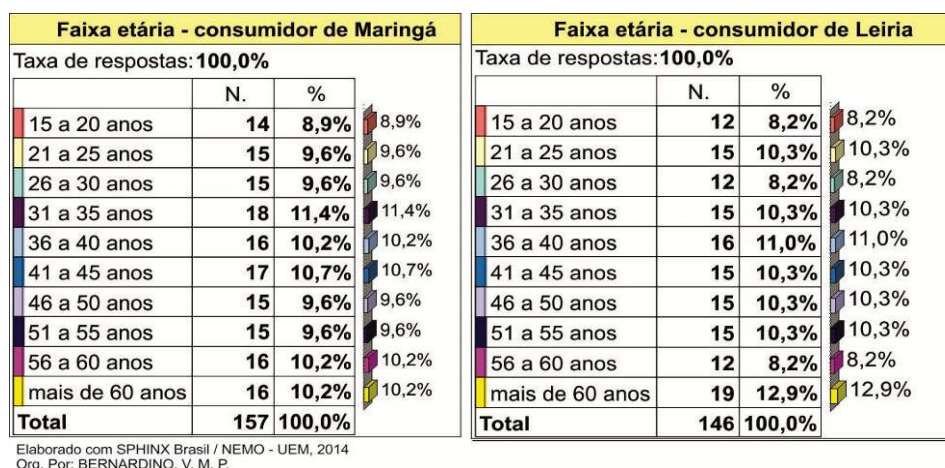 Faixa etária - consumidor de Maringá
Taxa de respostas:100,0%
N. %
15 a 20 anos 14 8,9% 8,9%
21 a 25 anos 15 9,6% 9,6%
26 a 30 anos 15 9,6% 9,6%
31 a 35 anos 18 11,4% 11,4%
36 a 40 anos 16 10,2% 10,2%
41 a 45 anos 17 10,7% 10,7%
46 a 50 anos 15 9,6% 9,6%
51 a 55 anos 15 9,6% 9,6%
56 a 60 anos 16 10,2% 10,2%
mais de 60 anos 16 10,2% 10,2%
Total 157 100,0%
Elaborado com SPHINX Brasil / NEMO - UEM, 2014
Org. Por: BERNARDINO, V. M. P.
Faixa etária - consumidor de Leiria
Taxa de respostas:100,0%
N. %
15 a 20 anos 12 8,2% 8,2%
21 a 25 anos 15 10,3% 10,3%
26 a 30 anos 12 8,2% 8,2%
31 a 35 anos 15 10,3% 10,3%
36 a 40 anos 16 11,0% 11,0%
41 a 45 anos 15 10,3% 10,3%
46 a 50 anos 15 10,3% 10,3%
51 a 55 anos 15 10,3% 10,3%
56 a 60 anos 12 8,2% 8,2%
mais de 60 anos 19 12,9% 12,9%
Total 146 100,0%